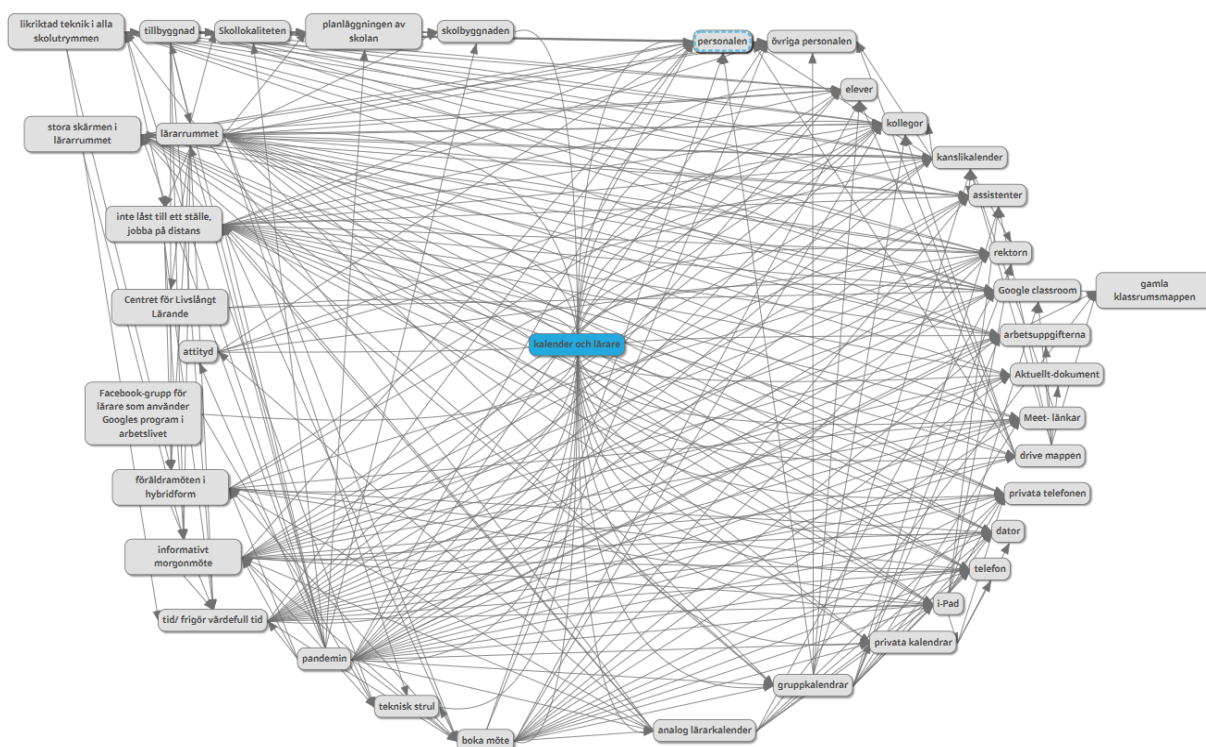 likriktad teknik i alla
skolutrymmen
tillbyggnad
Skollokaliteten
planläggningen av
skolan
skolbyggnaden
personalen
övriga personalen
elever
stora skärmen i
lärarrummet
lärarrummet
kollegor
kanslikalender
assistenter
inte låst till ett ställe,
jobba på distans
rektorn
Centret för Livslångt
Lärande
Google classroom
gamla
klassrumsmappen
kalender och lärare
arbetsuppgifterna
attityd
Aktuellt-dokument
Facebook-grupp för
lärare som använder
Googles program i
arbetslivet
Meet- länkar
drive mappen
föräldramöten i
hybridform
privata telefonen
dator
informativt
morgonmöte
telefon
i-Pad
tid/ frigör värdefull tid
privata kalendrar
pandemin
gruppkalendrar
teknisk strul
analog lärarkalender
boka möte